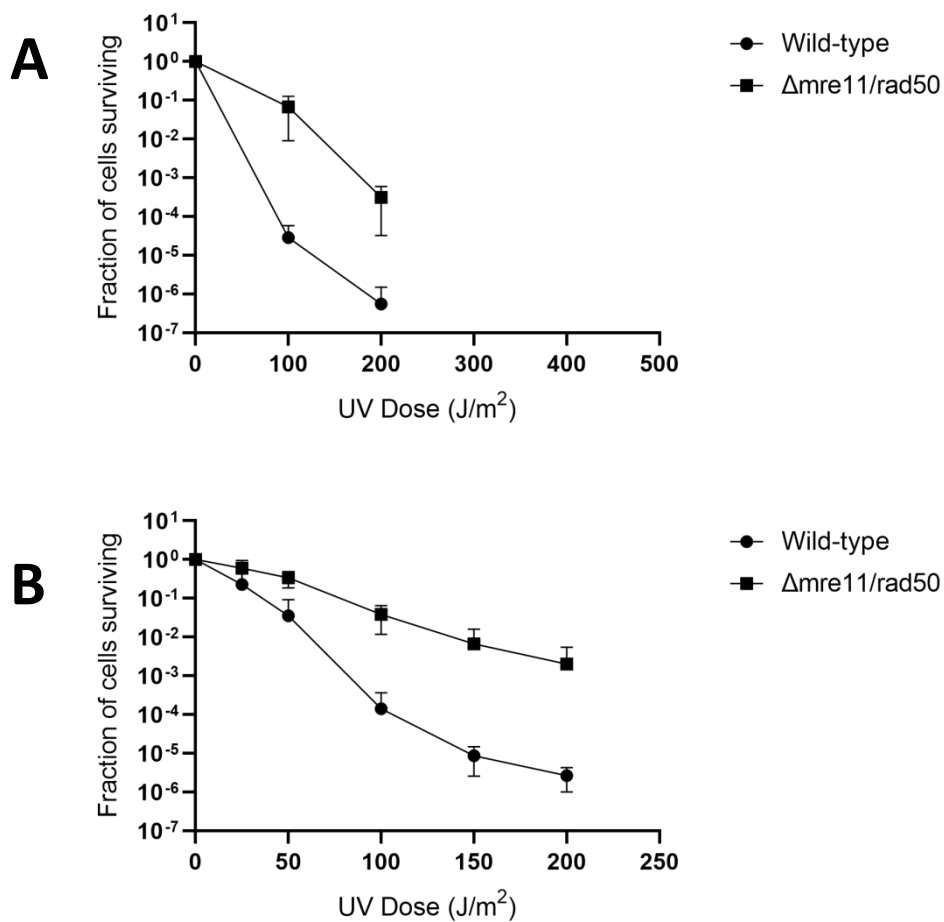 A
Fraction of cells surviving
10¹
10⁰
10⁻¹
10⁻²
10⁻³
10⁻⁴
10⁻⁵
10⁻⁶
10⁻⁷
0 100 200 300 400 500
UV Dose (J/m²)
Wild-type
Δmre11/rad50
B
Fraction of cells surviving
10¹
10⁰
10⁻¹
10⁻²
10⁻³
10⁻⁴
10⁻⁵
10⁻⁶
10⁻⁷
0 50 100 150 200 250
UV Dose (J/m²)
Wild-type
Δmre11/rad50